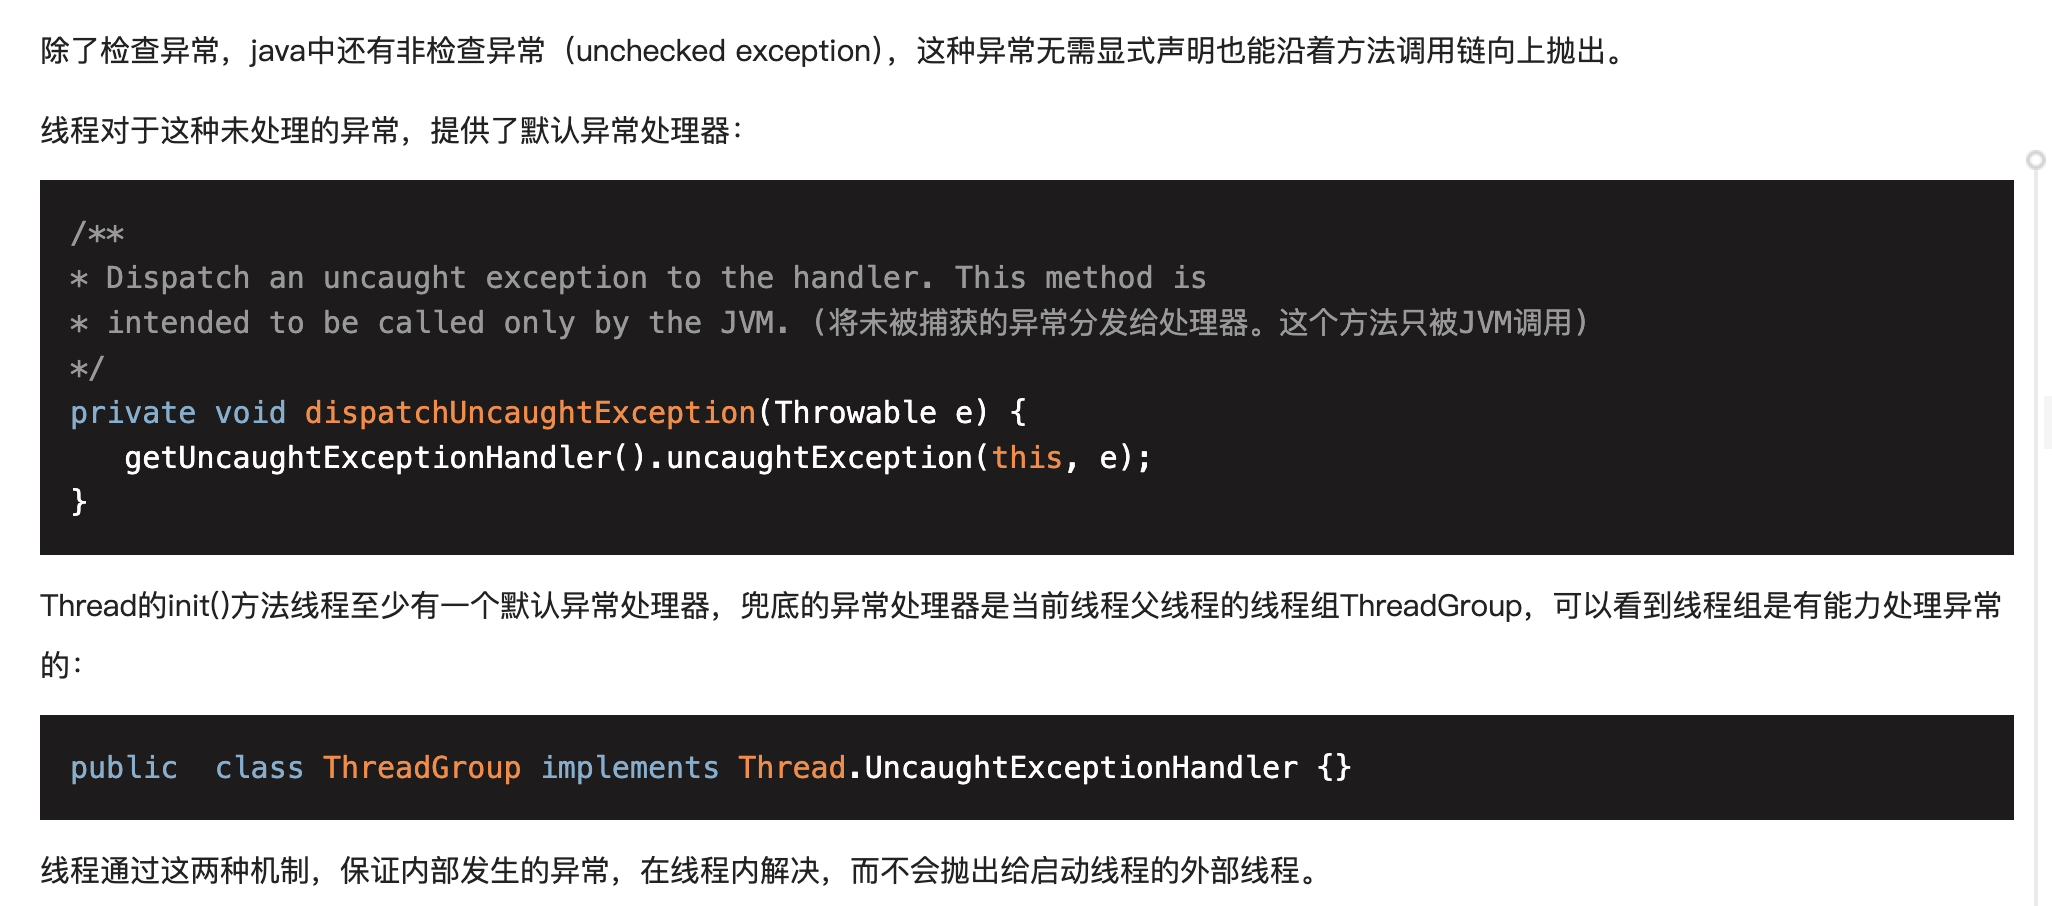 除了检查异常，java中还有非检查异常（unchecked exception），这种异常无需显式声明也能沿着方法调用链向上抛出。
线程对于这种未处理的异常，提供了默认异常处理器：
/**
* Dispatch an uncaught exception to the handler. This method is
* intended to be called only by the JVM. (将未被捕获的异常分发给处理器。这个方法只被JVM调用)
*/
private void dispatchUncaughtException(Throwable e) {
   getUncaughtExceptionHandler().uncaughtException(this, e);
}
Thread的init()方法线程至少有一个默认异常处理器，兜底的异常处理器是当前线程父线程的线程组ThreadGroup，可以看到线程组是有能力处理异常
的：
public  class ThreadGroup implements Thread.UncaughtExceptionHandler {}
线程通过这两种机制，保证内部发生的异常，在线程内解决，而不会抛出给启动线程的外部线程。